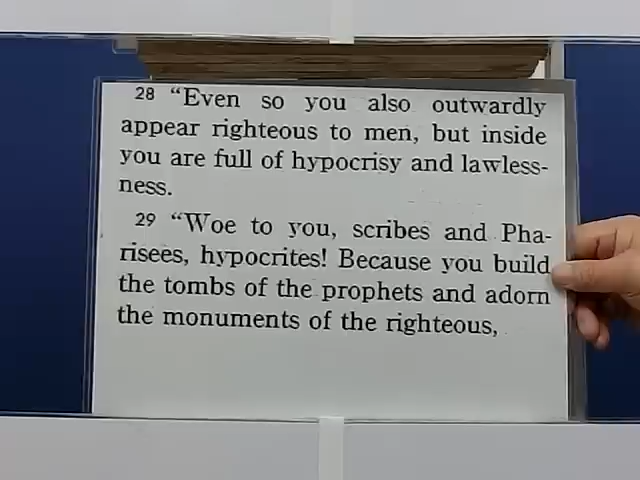 28 “Even so you also outwardly
appear righteous to men, but inside
you are full of hypocrisy and lawless-
ness.
29 “Woe to you, scribes and Pha-
risees, hypocrites! Because you build
the tombs of the prophets and adorn
the monuments of the righteous,